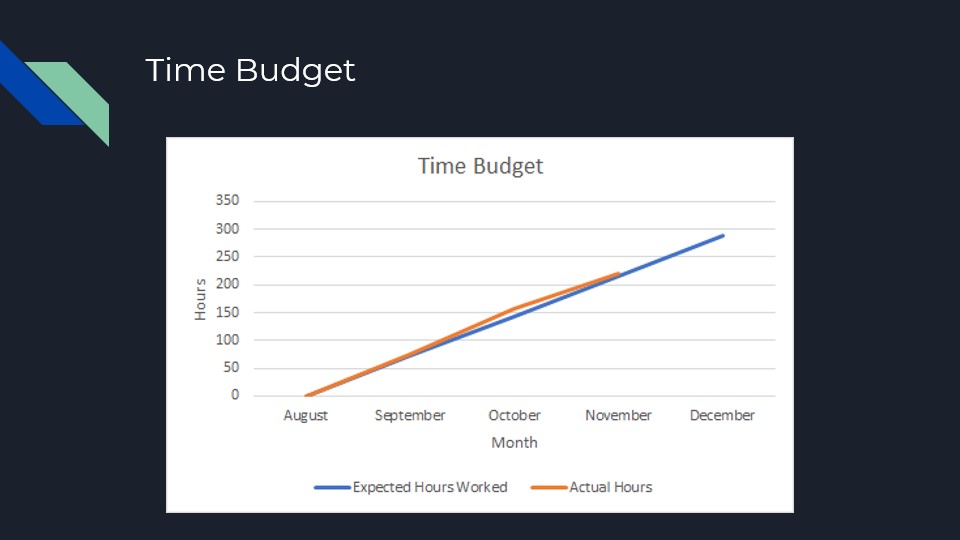 Time Budget
Time Budget
350
300
250
200
150
100
50
0
Hours
August September October November December
Month
Expected Hours Worked Actual Hours